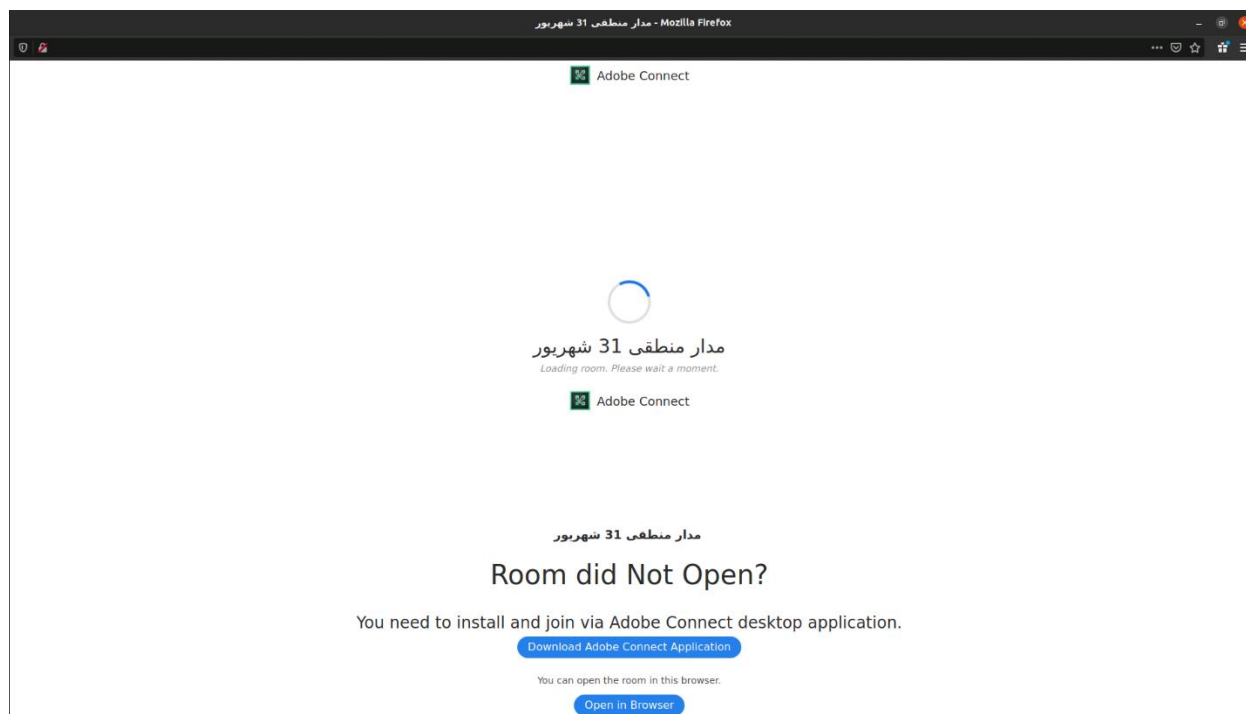 مدار منطقی 31 شهریور - Mozilla Firefox
Adobe Connect
مدار منطقی 31 شهریور
Loading room. Please wait a moment.
Adobe Connect
مدار منطقی 31 شهریور
Room did Not Open?
You need to install and join via Adobe Connect desktop application.
Download Adobe Connect Application
You can open the room in this browser.
Open in Browser